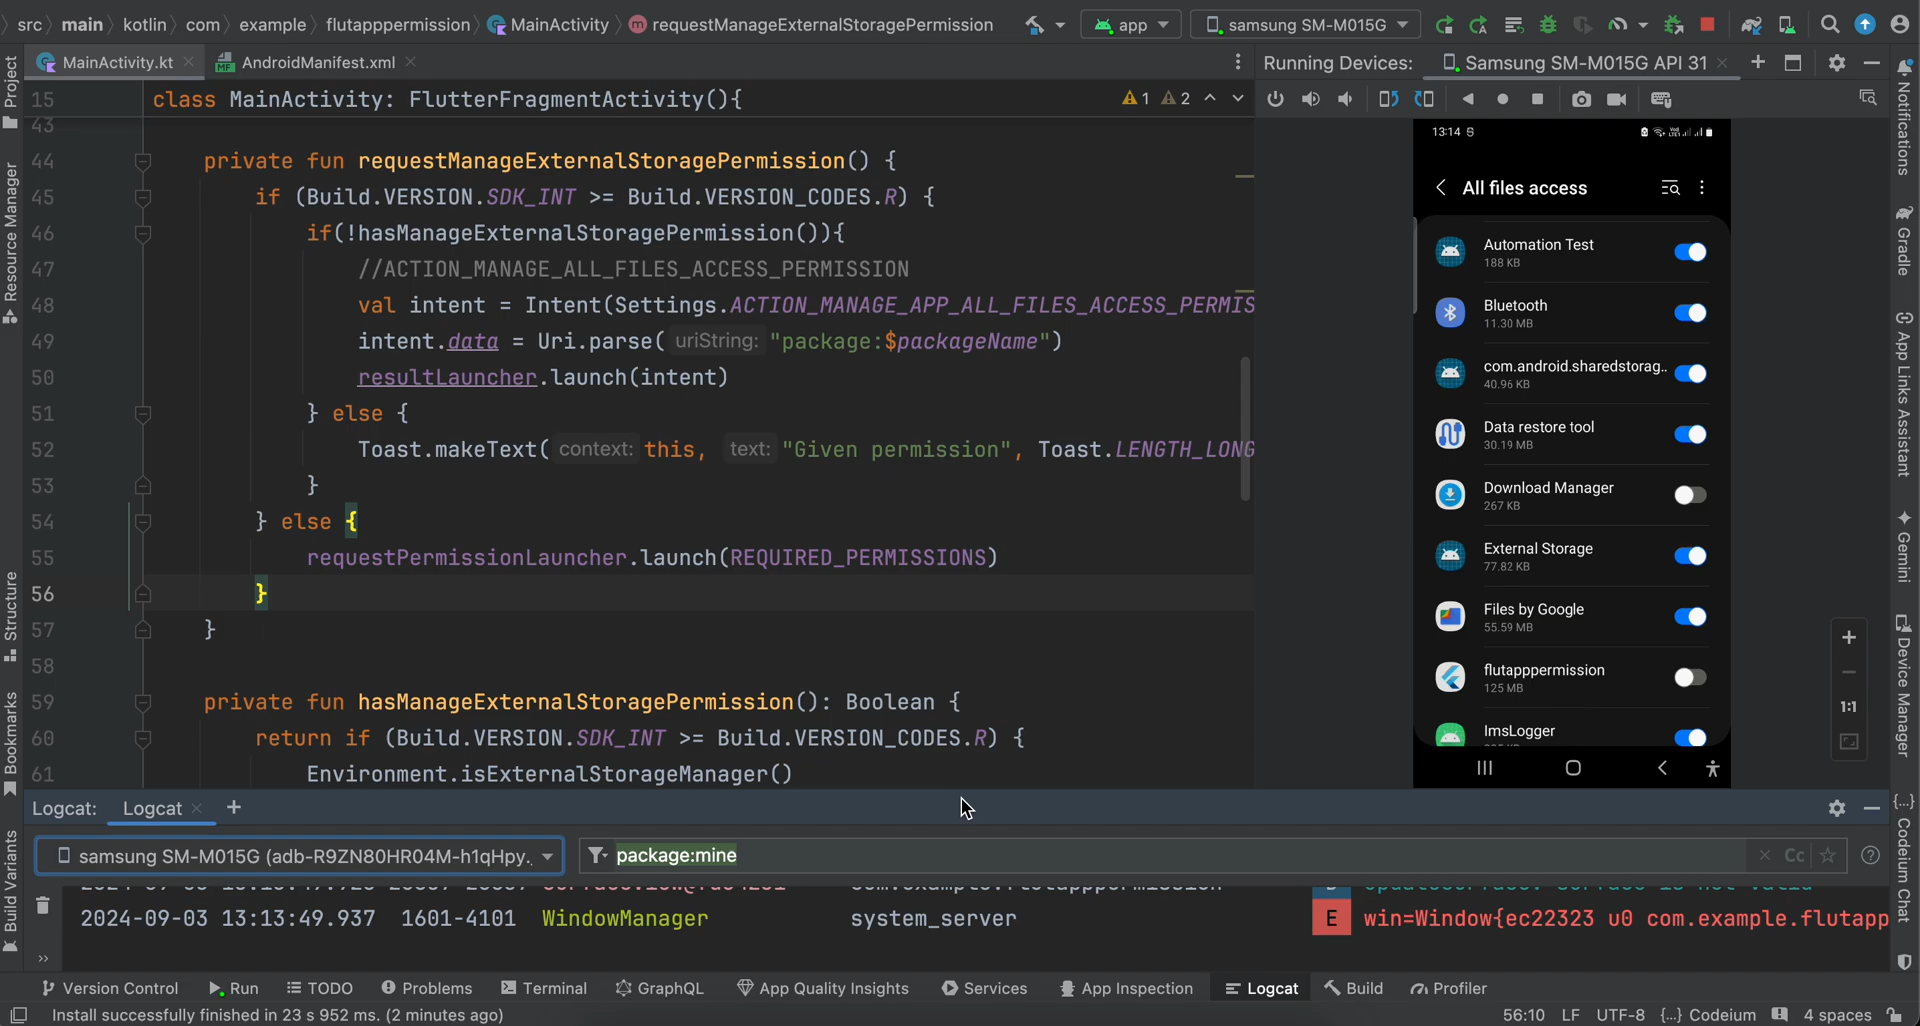 src main kotlin com example flutapppermission MainActivity requestManageExternalStoragePermission app samsung SM-M015G
MainActivity.kt AndroidManifest.xml
Running Devices: Samsung SM-M015G API 31
15 class MainActivity: FlutterFragmentActivity(){ 1 2
43
44 private fun requestManageExternalStoragePermission() {
45 if (Build.VERSION.SDK_INT >= Build.VERSION_CODES.R) {
46 if(!hasManageExternalStoragePermission()){
47 //ACTION_MANAGE_ALL_FILES_ACCESS_PERMISSION
48 val intent = Intent(Settings.ACTION_MANAGE_APP_ALL_FILES_ACCESS_PERMIS
49 intent.data = Uri.parse( uriString: "package:$packageName")
50 resultLauncher.launch(intent)
51 } else {
52 Toast.makeText( context: this, text: "Given permission", Toast.LENGTH_LONG
53 }
54 } else {
55 requestPermissionLauncher.launch(REQUIRED_PERMISSIONS)
56 }
57 }
58
59 private fun hasManageExternalStoragePermission(): Boolean {
60 return if (Build.VERSION.SDK_INT >= Build.VERSION_CODES.R) {
61 Environment.isExternalStorageManager()
13:14
All files access
Automation Test
188 KB
Bluetooth
11.30 MB
com.android.sharedstorag..
40.96 KB
Data restore tool
30.19 MB
Download Manager
267 KB
External Storage
77.82 KB
Files by Google
55.59 MB
flutapppermission
125 MB
ImsLogger
1:1
Project
Resource Manager
Structure
Bookmarks
Build Variants
Notifications
Gradle
App Links Assistant
Gemini
Device Manager
Codeium Chat
Logcat: Logcat
samsung SM-M015G (adb-R9ZN80HR04M-h1qHpy.. package:mine Cc
2024-09-03 13:13:49.937 1601-4101 WindowManager system_server E win=Window{ec22323 u0 com.example.flutapp
Version Control Run TODO Problems Terminal GraphQL App Quality Insights Services App Inspection Logcat Build Profiler
Install successfully finished in 23 s 952 ms. (2 minutes ago) 56:10 LF UTF-8 {...} Codeium 4 spaces